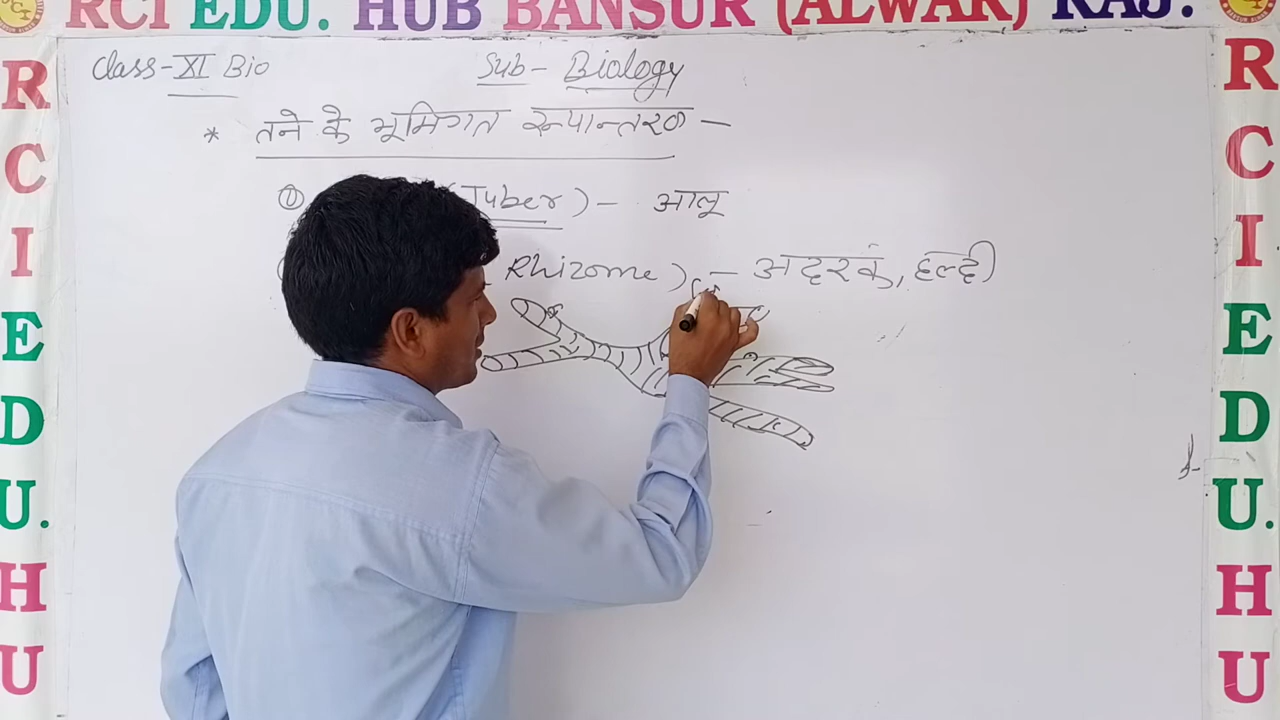 RCI EDU. HUB BANSUR (ALWAR) RAJ.
Class-XI Bio
Sub- Biology
* तने के भूमिगत रूपान्तरण -
① (Tuber) - आलू
Rhizome) - अदरक, हल्दी
R C I E D U. H U
R C I E D U. H U